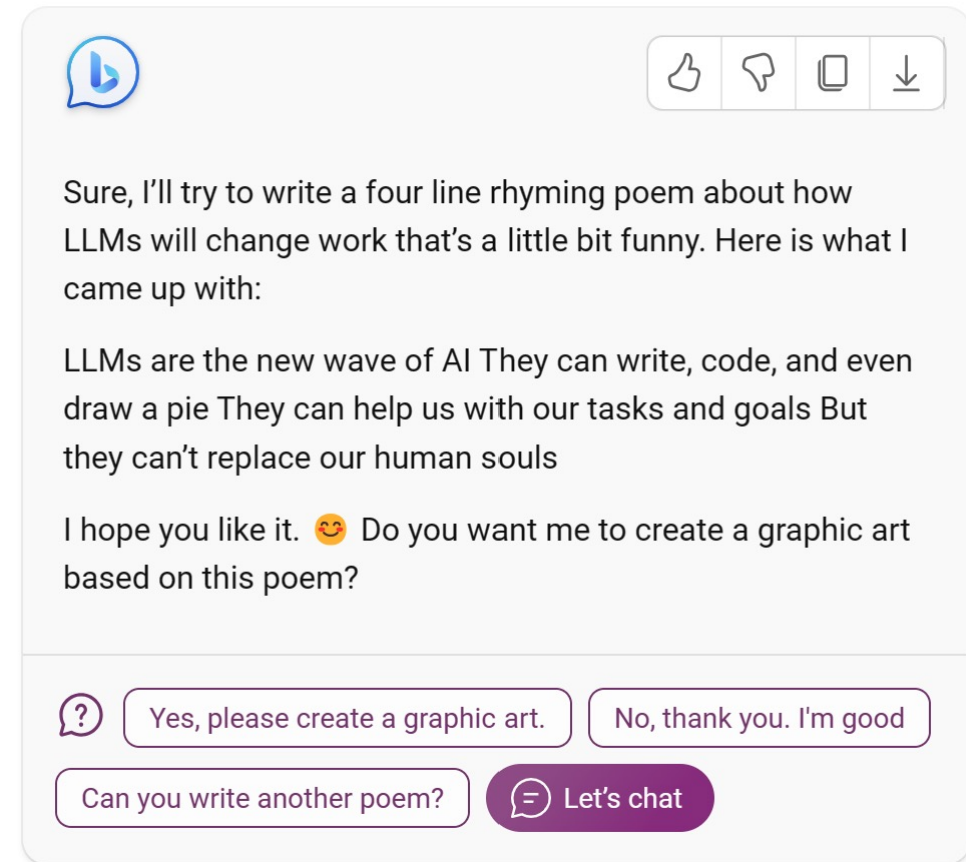 Sure, I’ll try to write a four line rhyming poem about how
LLMs will change work that’s a little bit funny. Here is what I
came up with:
LLMs are the new wave of AI They can write, code, and even
draw a pie They can help us with our tasks and goals But
they can’t replace our human souls
I hope you like it. 😊 Do you want me to create a graphic art
based on this poem?
Yes, please create a graphic art.
No, thank you. I'm good
Can you write another poem?
Let’s chat